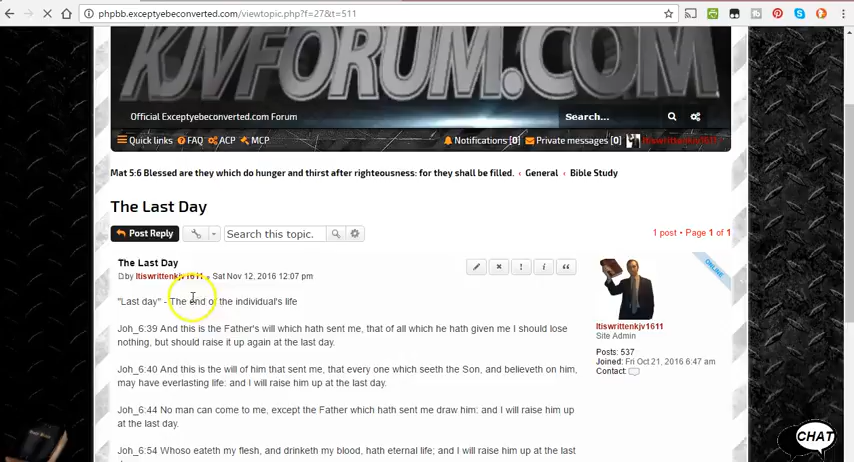 phpbb.exceptyebeconverted.com/viewtopic.php?f=27&t=511
KJVFORUM.COM
Official Exceptyebeconverted.com Forum
Search...
Quick links FAQ ACP MCP
Notifications [0] Private messages [0] Itiswrittenkjv1611
Mat 5:6 Blessed are they which do hunger and thirst after righteousness: for they shall be filled. ‹ General ‹ Bible Study
The Last Day
Post Reply
Search this topic.
1 post • Page 1 of 1
The Last Day
by Itiswrittenkjv1611 » Sat Nov 12, 2016 12:07 pm
"Last day" - The end of the individual's life
Joh_6:39 And this is the Father's will which hath sent me, that of all which he hath given me I should lose
nothing, but should raise it up again at the last day.
Joh_6:40 And this is the will of him that sent me, that every one which seeth the Son, and believeth on him,
may have everlasting life: and I will raise him up at the last day.
Joh_6:44 No man can come to me, except the Father which hath sent me draw him: and I will raise him up
at the last day.
Joh_6:54 Whoso eateth my flesh, and drinketh my blood, hath eternal life; and I will raise him up at the last
ONLINE
Itiswrittenkjv1611
Site Admin
Posts: 537
Joined: Fri Oct 21, 2016 6:47 am
Contact:
CHAT